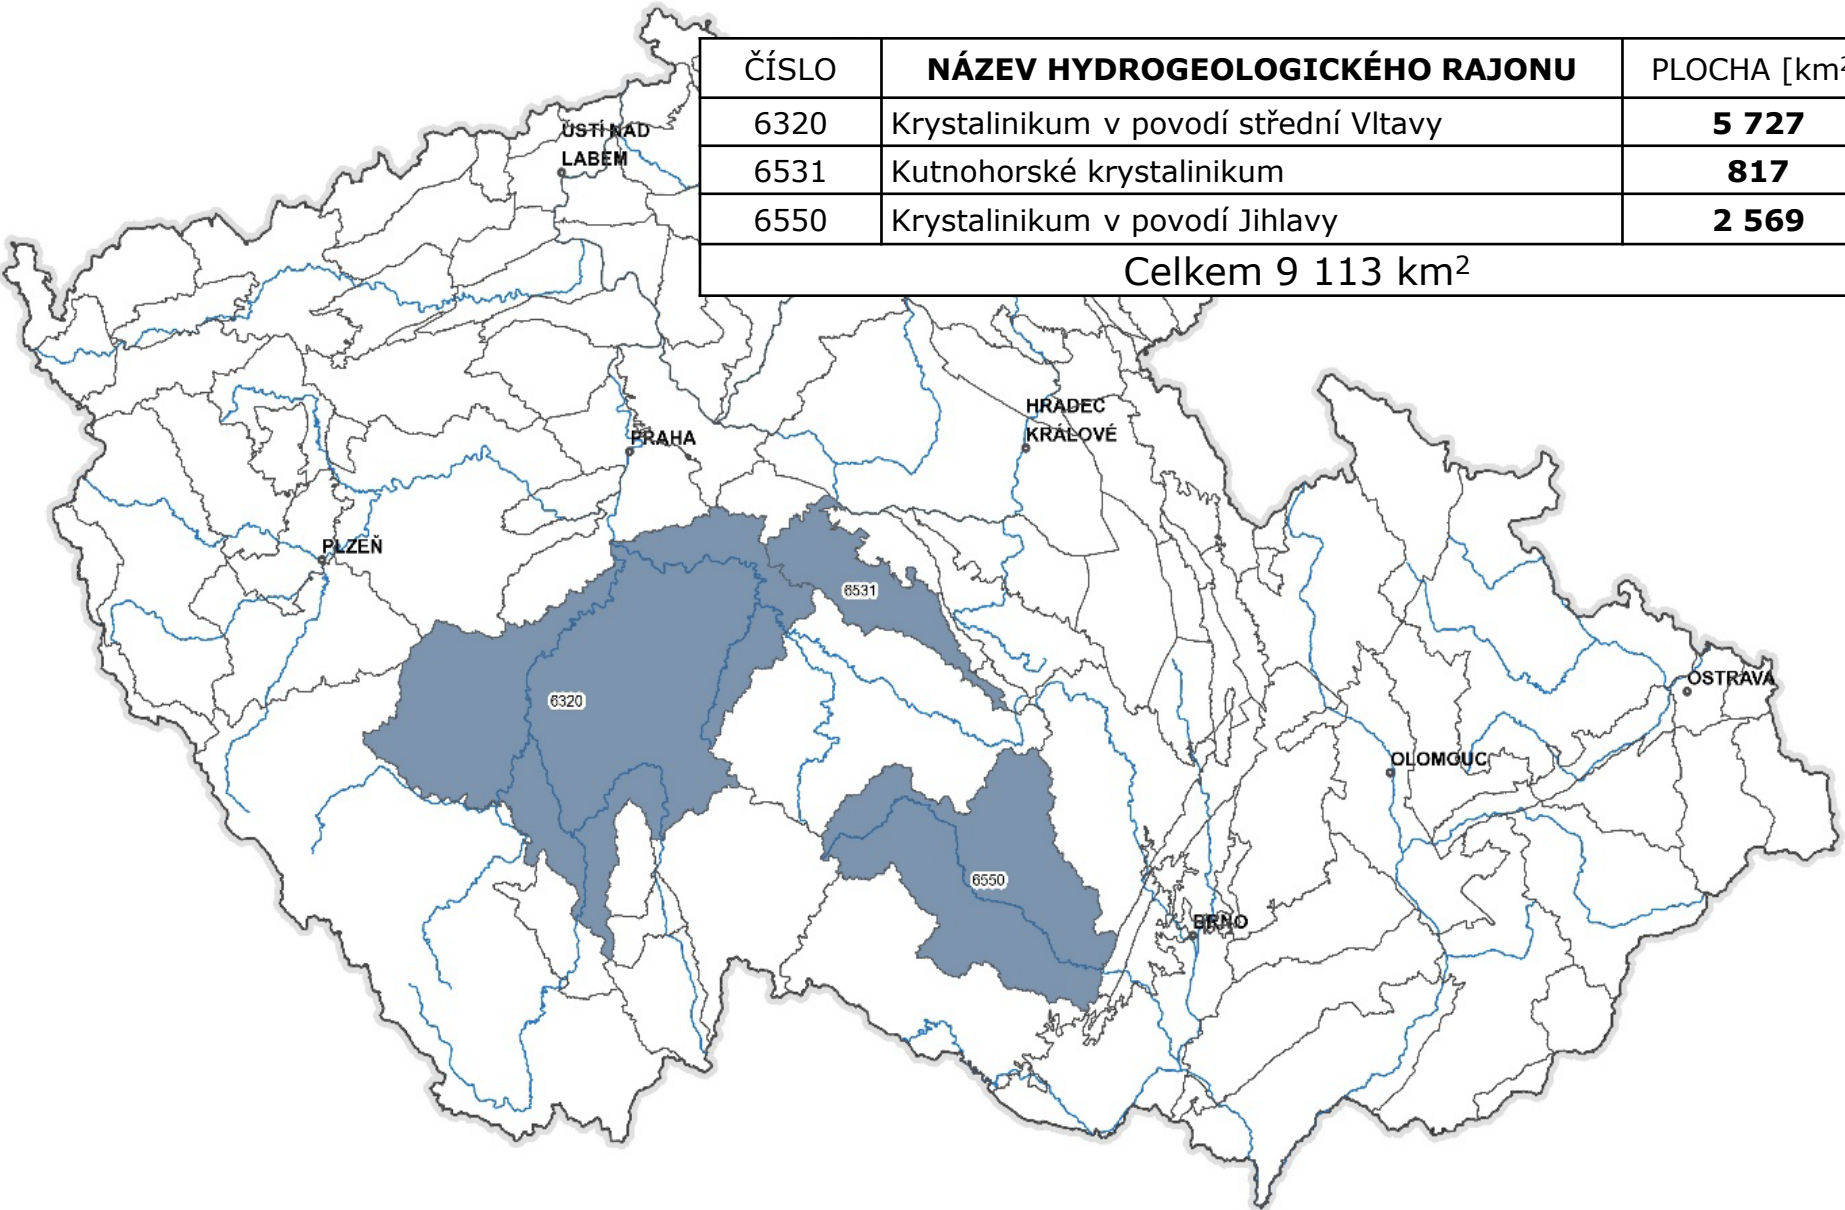 ČÍSLO NÁZEV HYDROGEOLOGICKÉHO RAJONU PLOCHA [km²
6320 Krystalinikum v povodí střední Vltavy 5 727
6531 Kutnohorské krystalinikum 817
6550 Krystalinikum v povodí Jihlavy 2 569
Celkem 9 113 km²
ÚSTÍ NAD
LABEM
HRADEC
KRÁLOVÉ
PRAHA
PLZEŇ
6531
6320
OSTRAVA
OLOMOUC
6550
BRNO